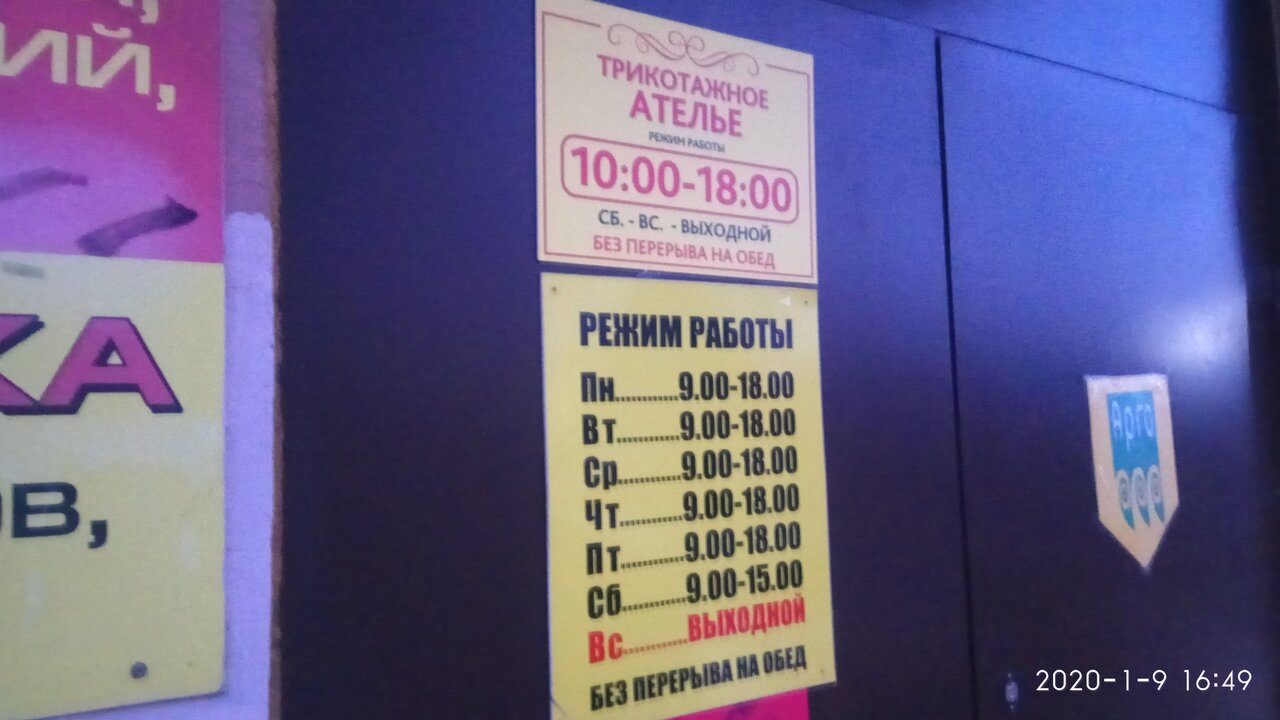 ИЙ,
КА
ОВ,
ТРИКОТАЖНОЕ
АТЕЛЬЕ
РЕЖИМ РАБОТЫ
10:00-18:00
СБ. - ВС. - ВЫХОДНОЙ
БЕЗ ПЕРЕРЫВА НА ОБЕД
РЕЖИМ РАБОТЫ
Пн............9.00-18.00
Вт............9.00-18.00
Ср............9.00-18.00
Чт............9.00-18.00
Пт............9.00-18.00
Сб............9.00-15.00
Вс............ВЫХОДНОЙ
БЕЗ ПЕРЕРЫВА НА ОБЕД
Арго
2020-1-9 16:49